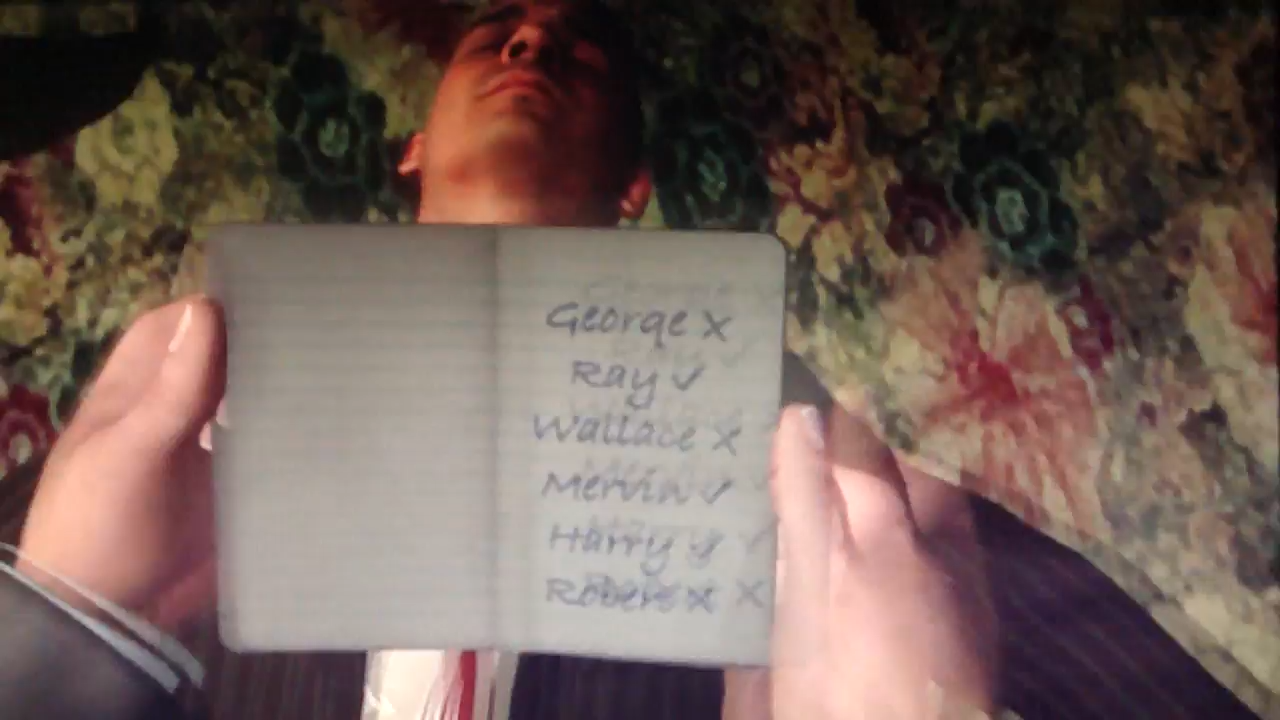 George x
Ray ✓
Wallace x
Mervin ✓
Harry ✓
Robert x x